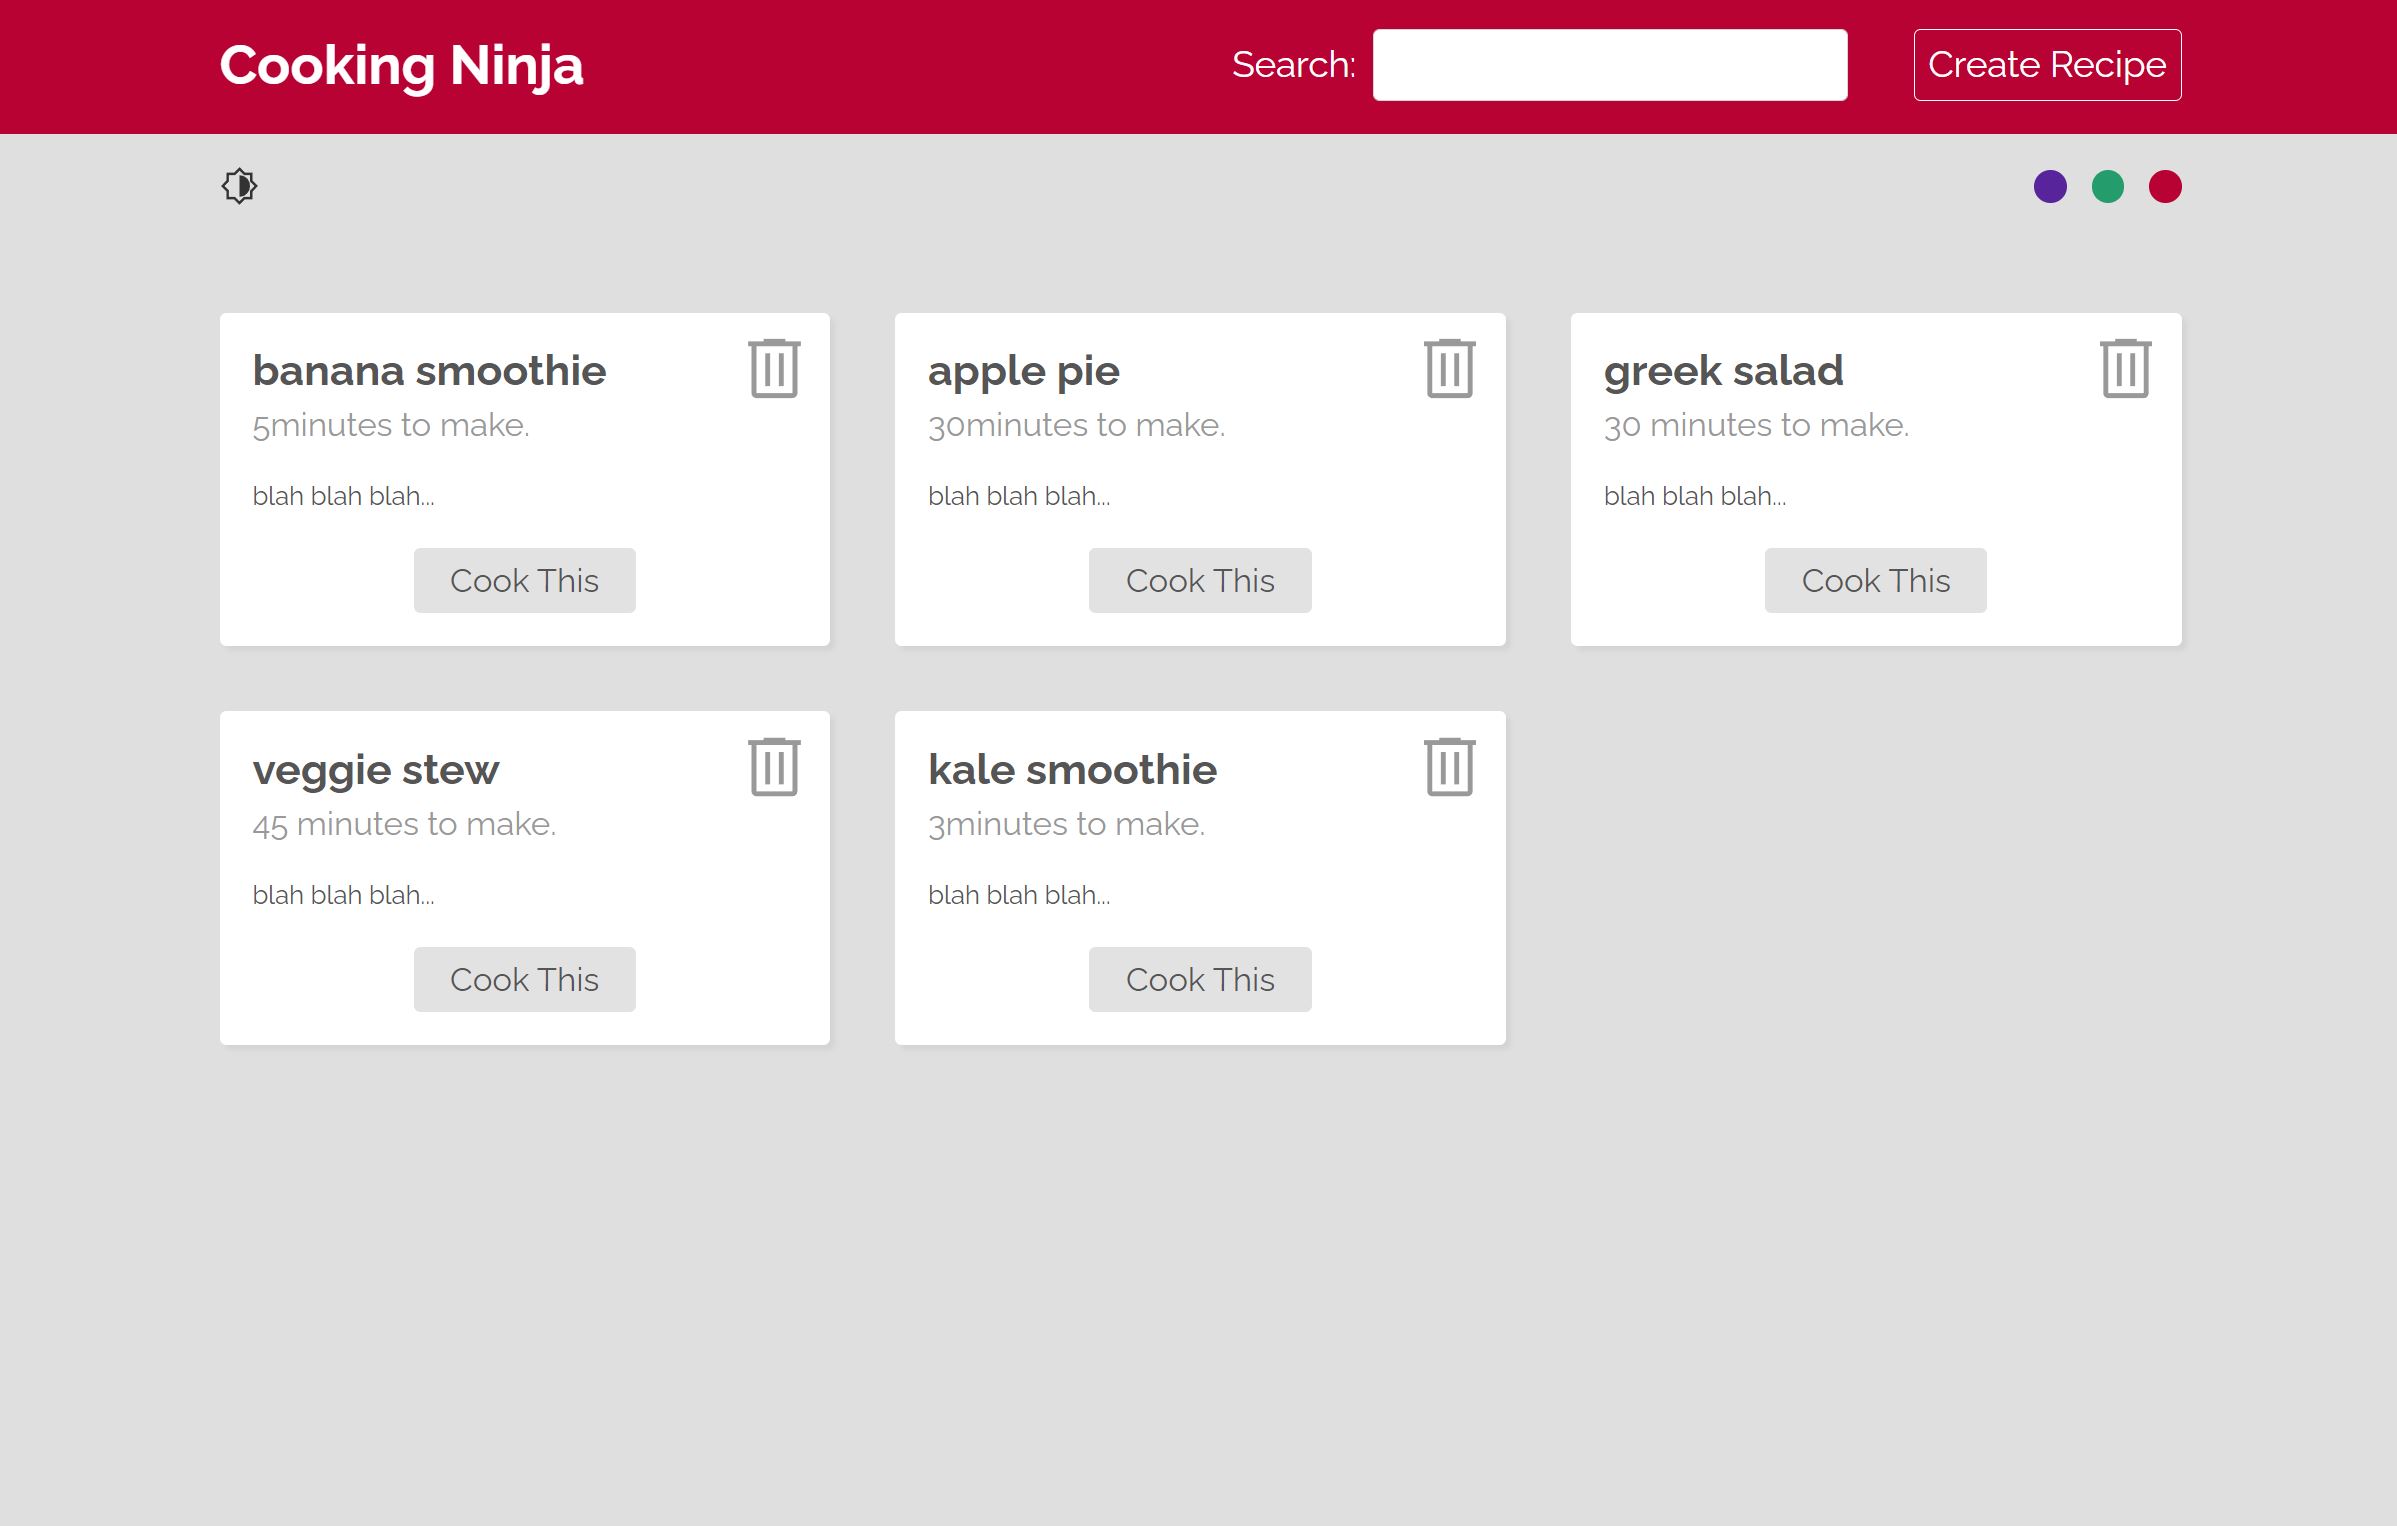 Cooking Ninja
Search:
Create Recipe
banana smoothie
5minutes to make.
blah blah blah...
Cook This
apple pie
30minutes to make.
blah blah blah...
Cook This
greek salad
30 minutes to make.
blah blah blah...
Cook This
veggie stew
45 minutes to make.
blah blah blah...
Cook This
kale smoothie
3minutes to make.
blah blah blah...
Cook This